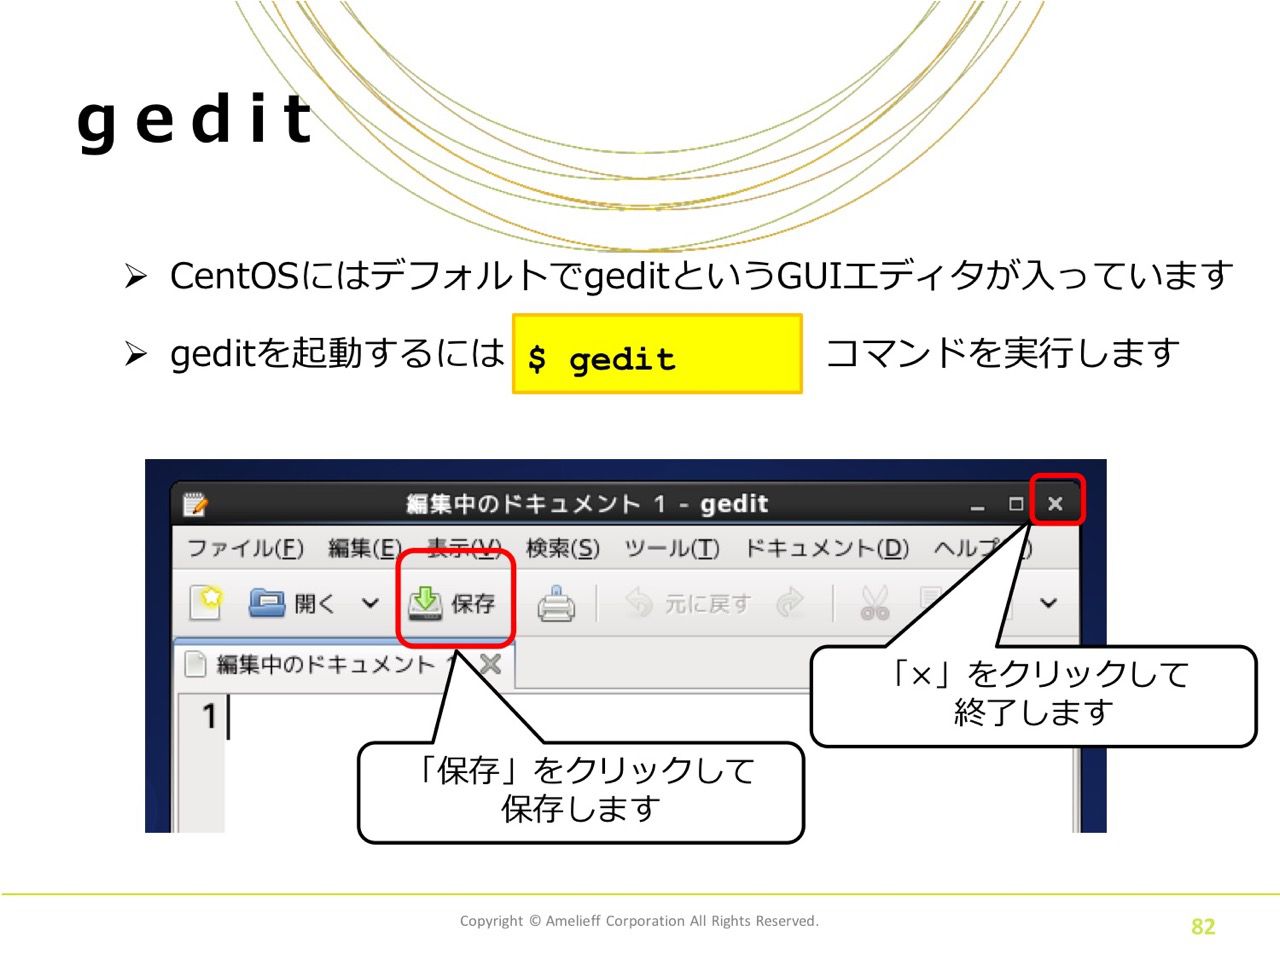 gedit
➢ CentOSにはデフォルトでgeditというGUIエディタが入っています
➢ geditを起動するには $ gedit コマンドを実行します
編集中のドキュメント 1 - gedit
ファイル(F) 編集(E) 表示(V) 検索(S) ツール(T) ドキュメント(D) ヘルプ
開く 保存 元に戻す
編集中のドキュメント
1
「×」をクリックして
終了します
「保存」をクリックして
保存します
Copyright © Amelieff Corporation All Rights Reserved.
82